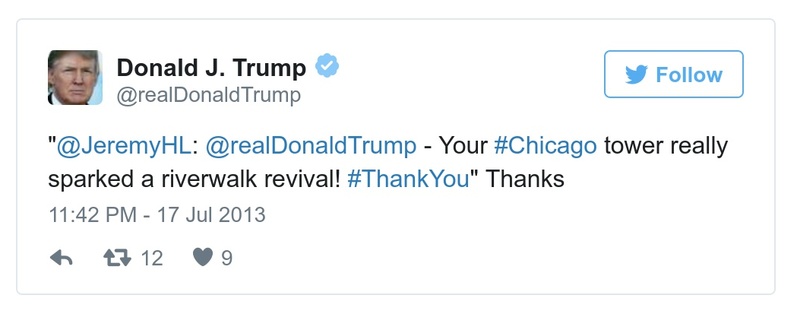 Donald J. Trump
@realDonaldTrump
Follow
"@JeremyHL: @realDonaldTrump - Your #Chicago tower really
sparked a riverwalk revival! #ThankYou" Thanks
11:42 PM - 17 Jul 2013
12 9